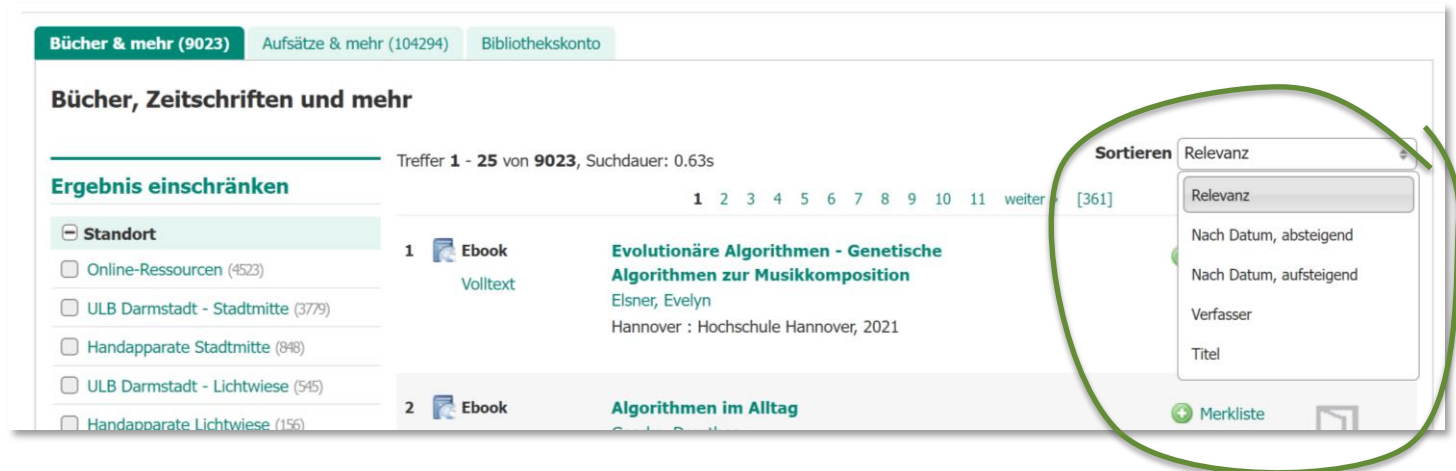 Bücher & mehr (9023) Aufsätze & mehr (104294) Bibliothekskonto
Bücher, Zeitschriften und mehr
Treffer 1 - 25 von 9023, Suchdauer: 0.63s
Sortieren Relevanz
Relevanz
Nach Datum, absteigend
Nach Datum, aufsteigend
Verfasser
Titel
1 2 3 4 5 6 7 8 9 10 11 weiter » [361]
Ergebnis einschränken
Standort
Online-Ressourcen (4523)
ULB Darmstadt - Stadtmitte (3779)
Handapparate Stadtmitte (848)
ULB Darmstadt - Lichtwiese (545)
Handapparate Lichtwiese (156)
1 Ebook
Volltext
Evolutionäre Algorithmen - Genetische
Algorithmen zur Musikkomposition
Elsner, Evelyn
Hannover : Hochschule Hannover, 2021
2 Ebook
Algorithmen im Alltag
Merkliste